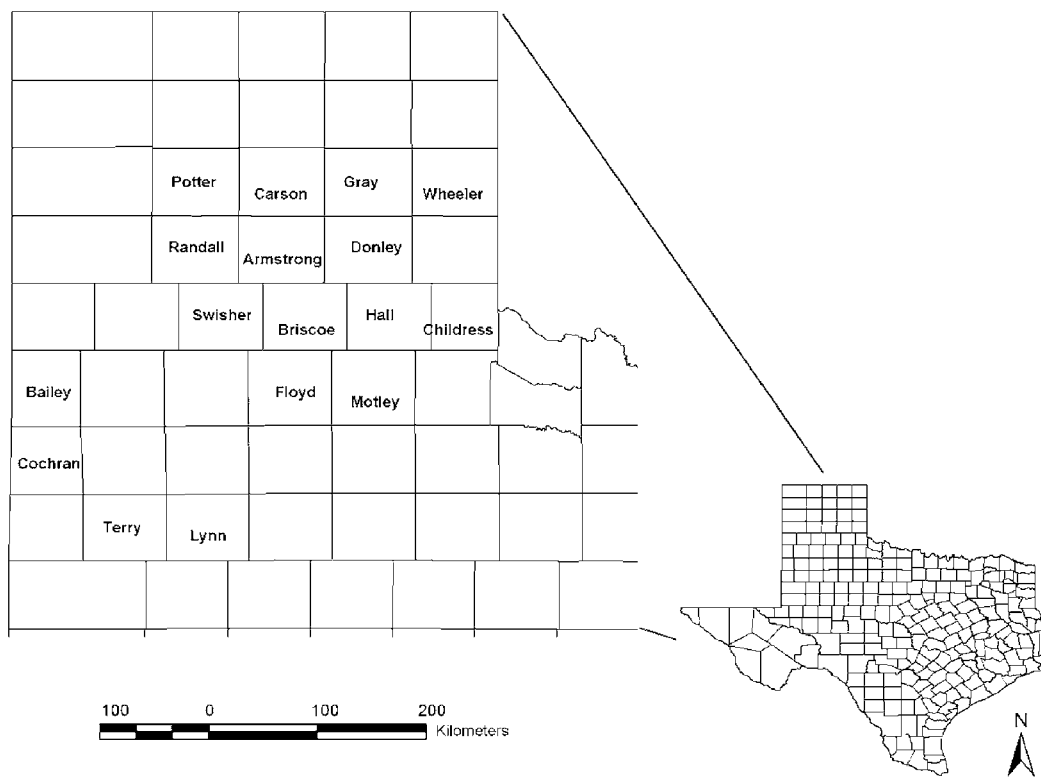 Potter
Carson
Gray
Wheeler
Randall
Armstrong
Donley
Swisher
Briscoe
Hall
Childress
Bailey
Floyd
Motley
Cochran
Terry
Lynn
100 0 100 200
Kilometers
N